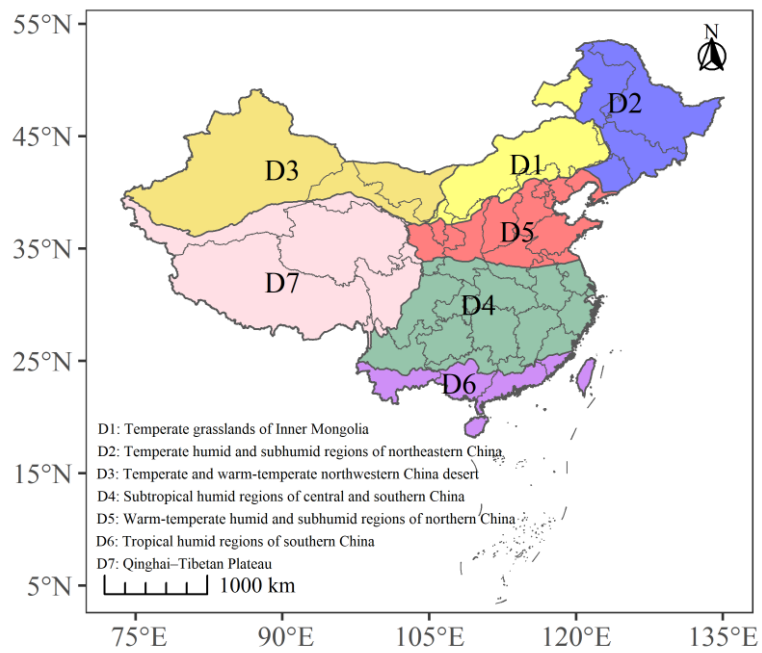 55°N
N
D2
45°N
D3
D1
D5
35°N
D7
D4
25°N
D6
D1: Temperate grasslands of Inner Mongolia
D2: Temperate humid and subhumid regions of northeastern China
D3: Temperate and warm-temperate northwestern China desert
15°N
D4: Subtropical humid regions of central and southern China
D5: Warm-temperate humid and subhumid regions of northern China
D6: Tropical humid regions of southern China
D7: Qinghai–Tibetan Plateau
5°N
1000 km
75°E 90°E 105°E 120°E 135°E